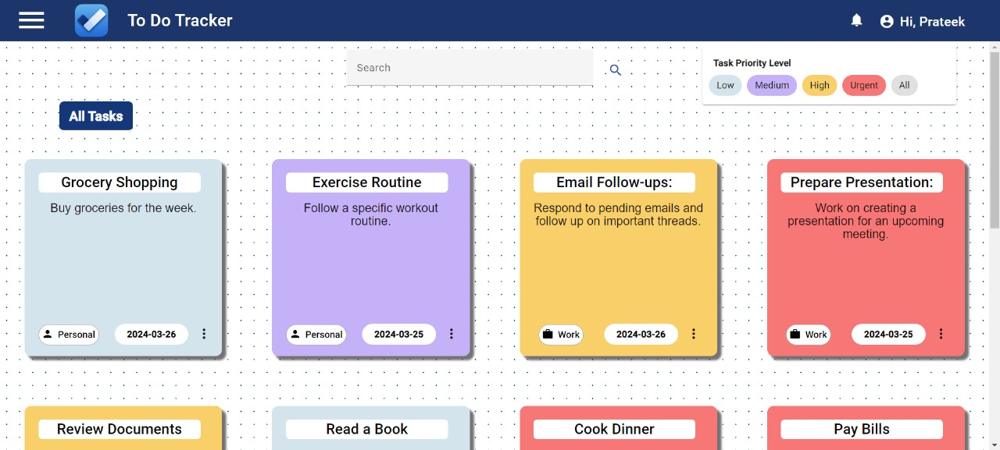 To Do Tracker
Hi, Prateek
Search
Task Priority Level
Low Medium High Urgent All
All Tasks
Grocery Shopping
Buy groceries for the week.
Personal 2024-03-26
Exercise Routine
Follow a specific workout
routine.
Personal 2024-03-25
Email Follow-ups:
Respond to pending emails and
follow up on important threads.
Work 2024-03-26
Prepare Presentation:
Work on creating a
presentation for an upcoming
meeting.
Work 2024-03-25
Review Documents
Read a Book
Cook Dinner
Pay Bills